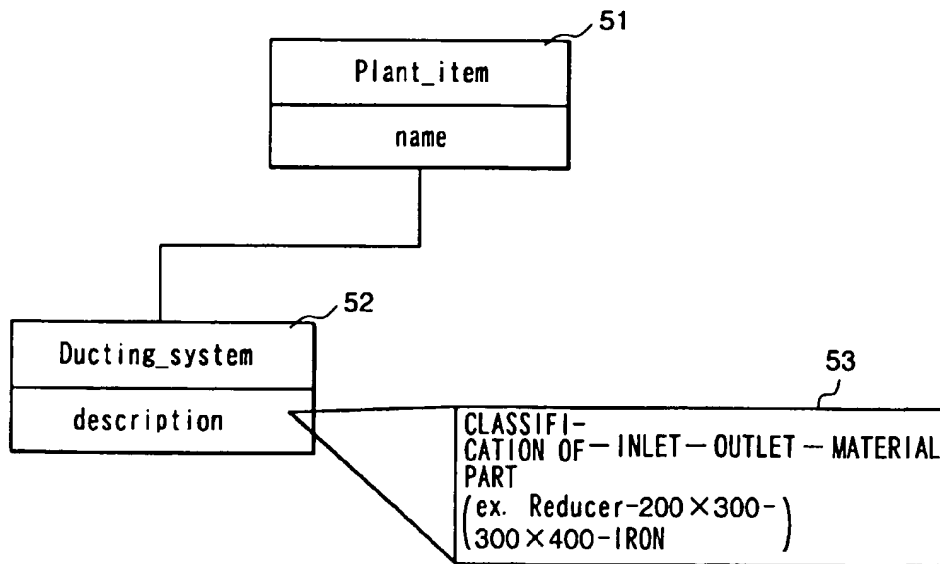 51
Plant_item
name
52
Ducting_system
description
53
CLASSIFI-
CATION OF — INLET — OUTLET — MATERIAL
PART
(ex. Reducer-200×300-
300×400-IRON)